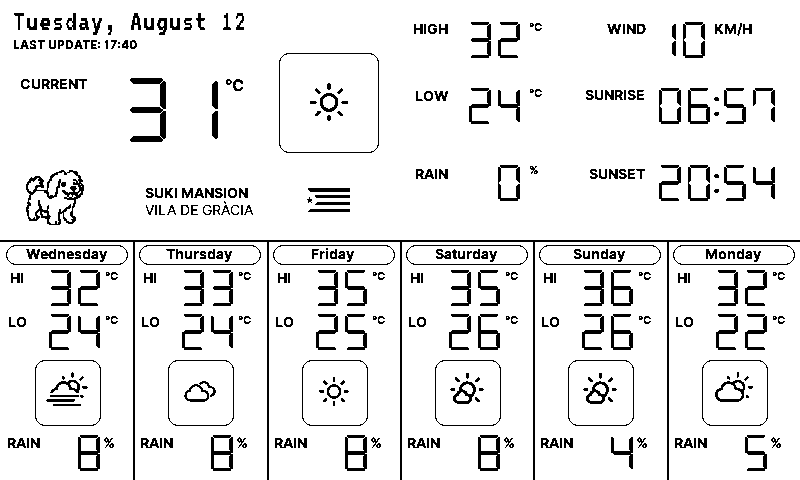 Tuesday, August 12
LAST UPDATE: 17:40
CURRENT 31°C
HIGH 32°C
WIND 10 KM/H
LOW 24°C
SUNRISE 06:57
RAIN 0%
SUNSET 20:54
SUKI MANSION
VILA DE GRÀCIA
Wednesday
HI 32°C
LO 24°C
RAIN 8%
Thursday
HI 33°C
LO 24°C
RAIN 8%
Friday
HI 35°C
LO 25°C
RAIN 8%
Saturday
HI 35°C
LO 26°C
RAIN 8%
Sunday
HI 36°C
LO 26°C
RAIN 4%
Monday
HI 32°C
LO 22°C
RAIN 5%